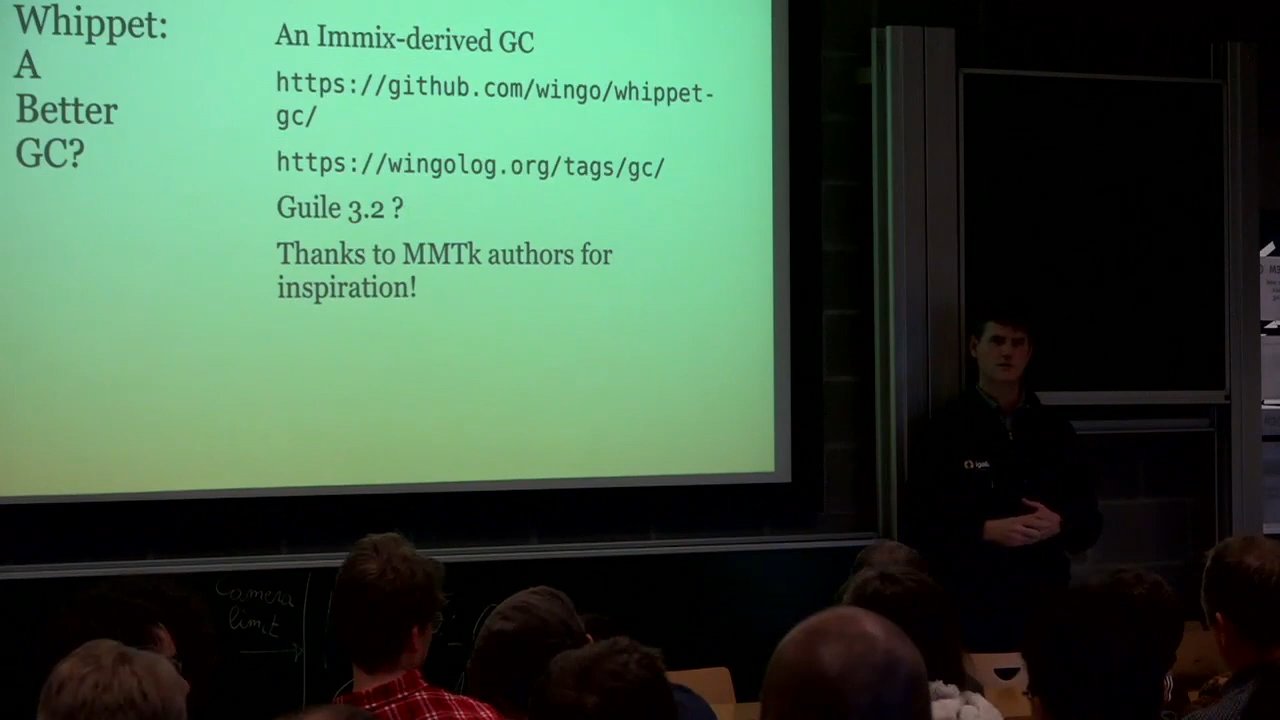 Whippet:
A
Better
GC?
An Immix-derived GC
https://github.com/wingo/whippet-
gc/
https://wingolog.org/tags/gc/
Guile 3.2 ?
Thanks to MMTk authors for
inspiration!
Camera
limit